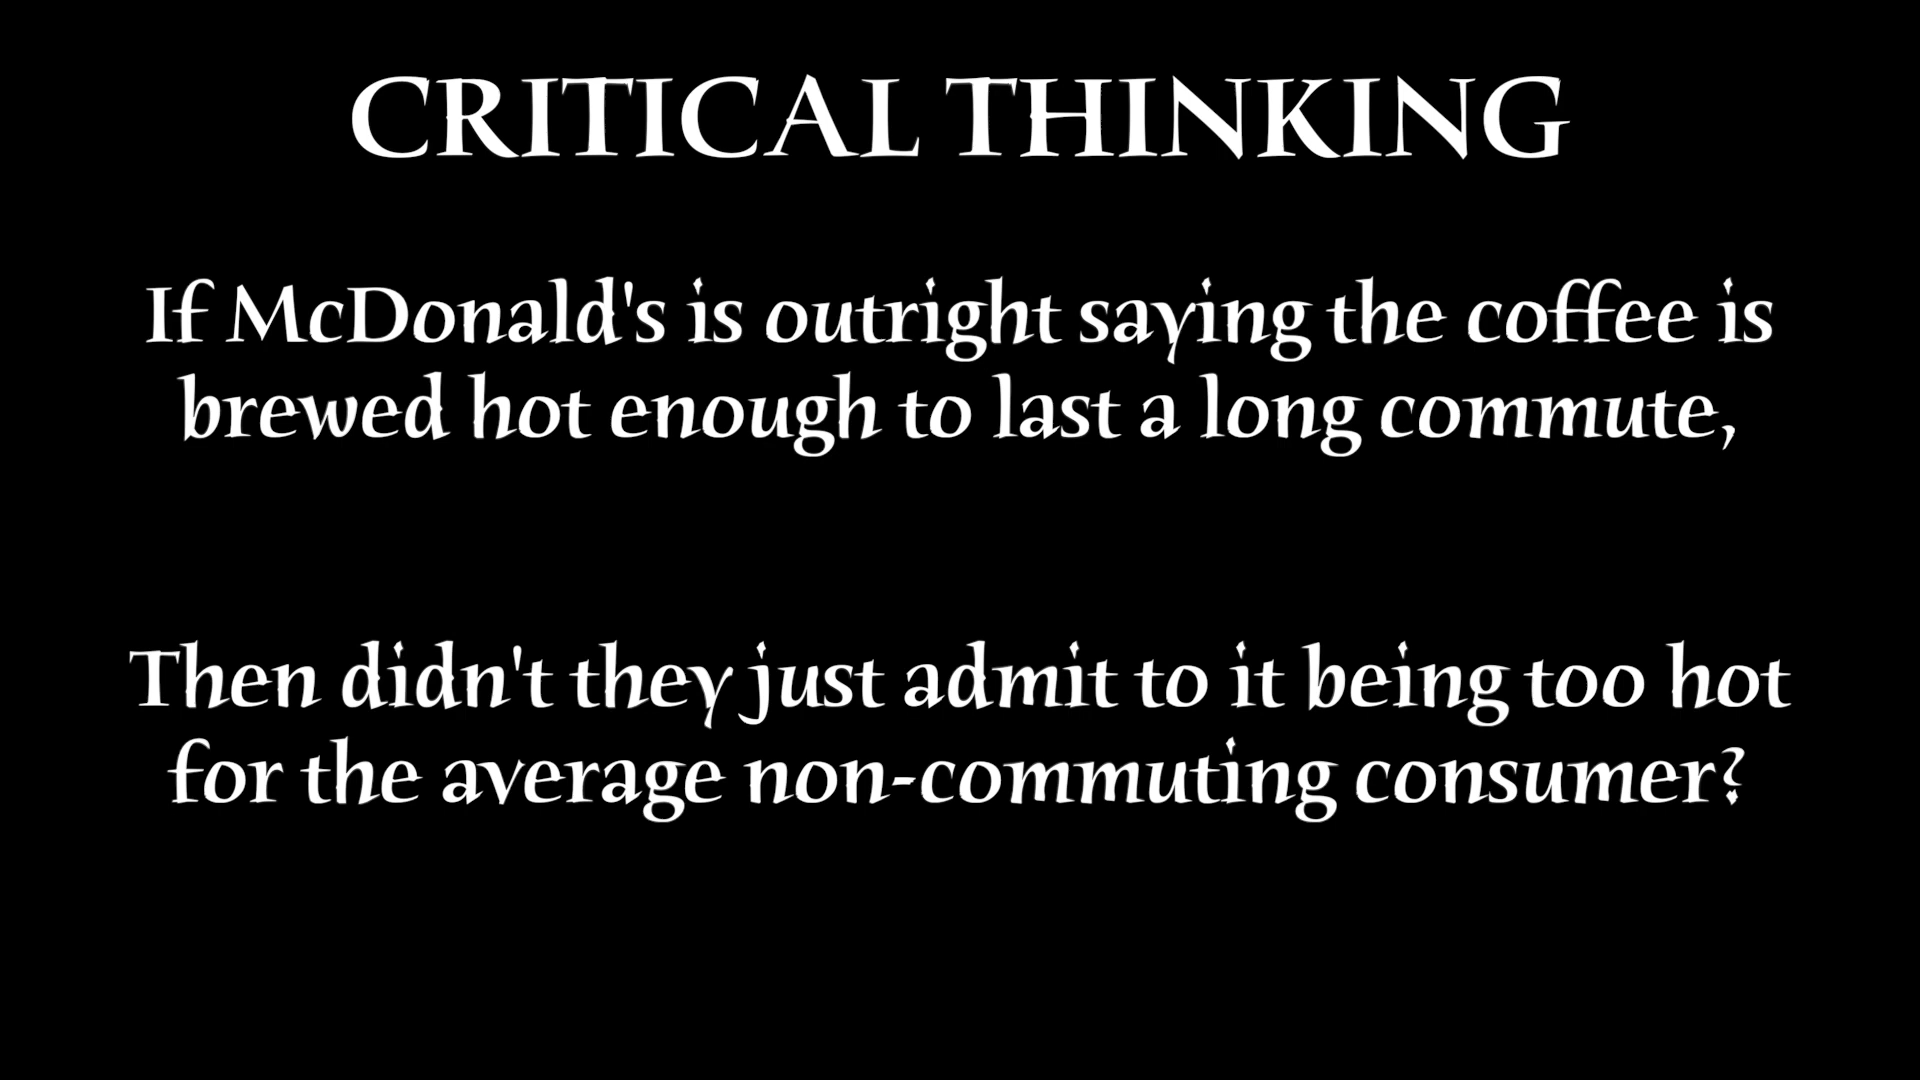 CRITICAL THINKING
If McDonald's is outright saying the coffee is
brewed hot enough to last a long commute,
Then didn't they just admit to it being too hot
for the average non-commuting consumer?